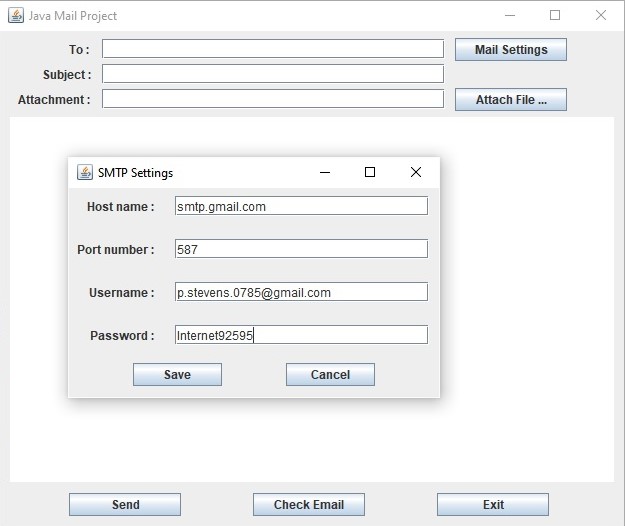 Java Mail Project
To :
Mail Settings
Subject :
Attachment :
Attach File ...
SMTP Settings
Host name : smtp.gmail.com
Port number : 587
Username : p.stevens.0785@gmail.com
Password : Internet92595
Save Cancel
Send Check Email Exit